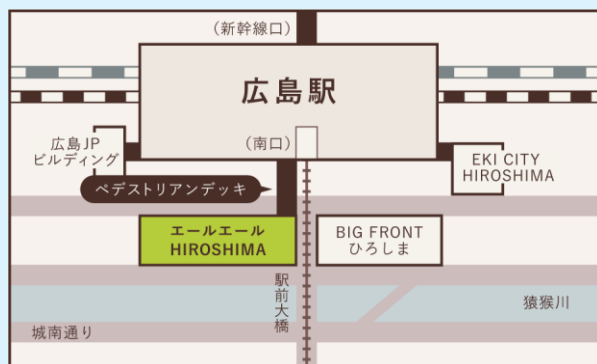 （新幹線口）
広島駅
（南口）
広島JP
ビルディング
EKI CITY
HIROSHIMA
ペデストリアンデッキ
エールエール
HIROSHIMA
BIG FRONT
ひろしま
駅前大橋
猿猴川
城南通り